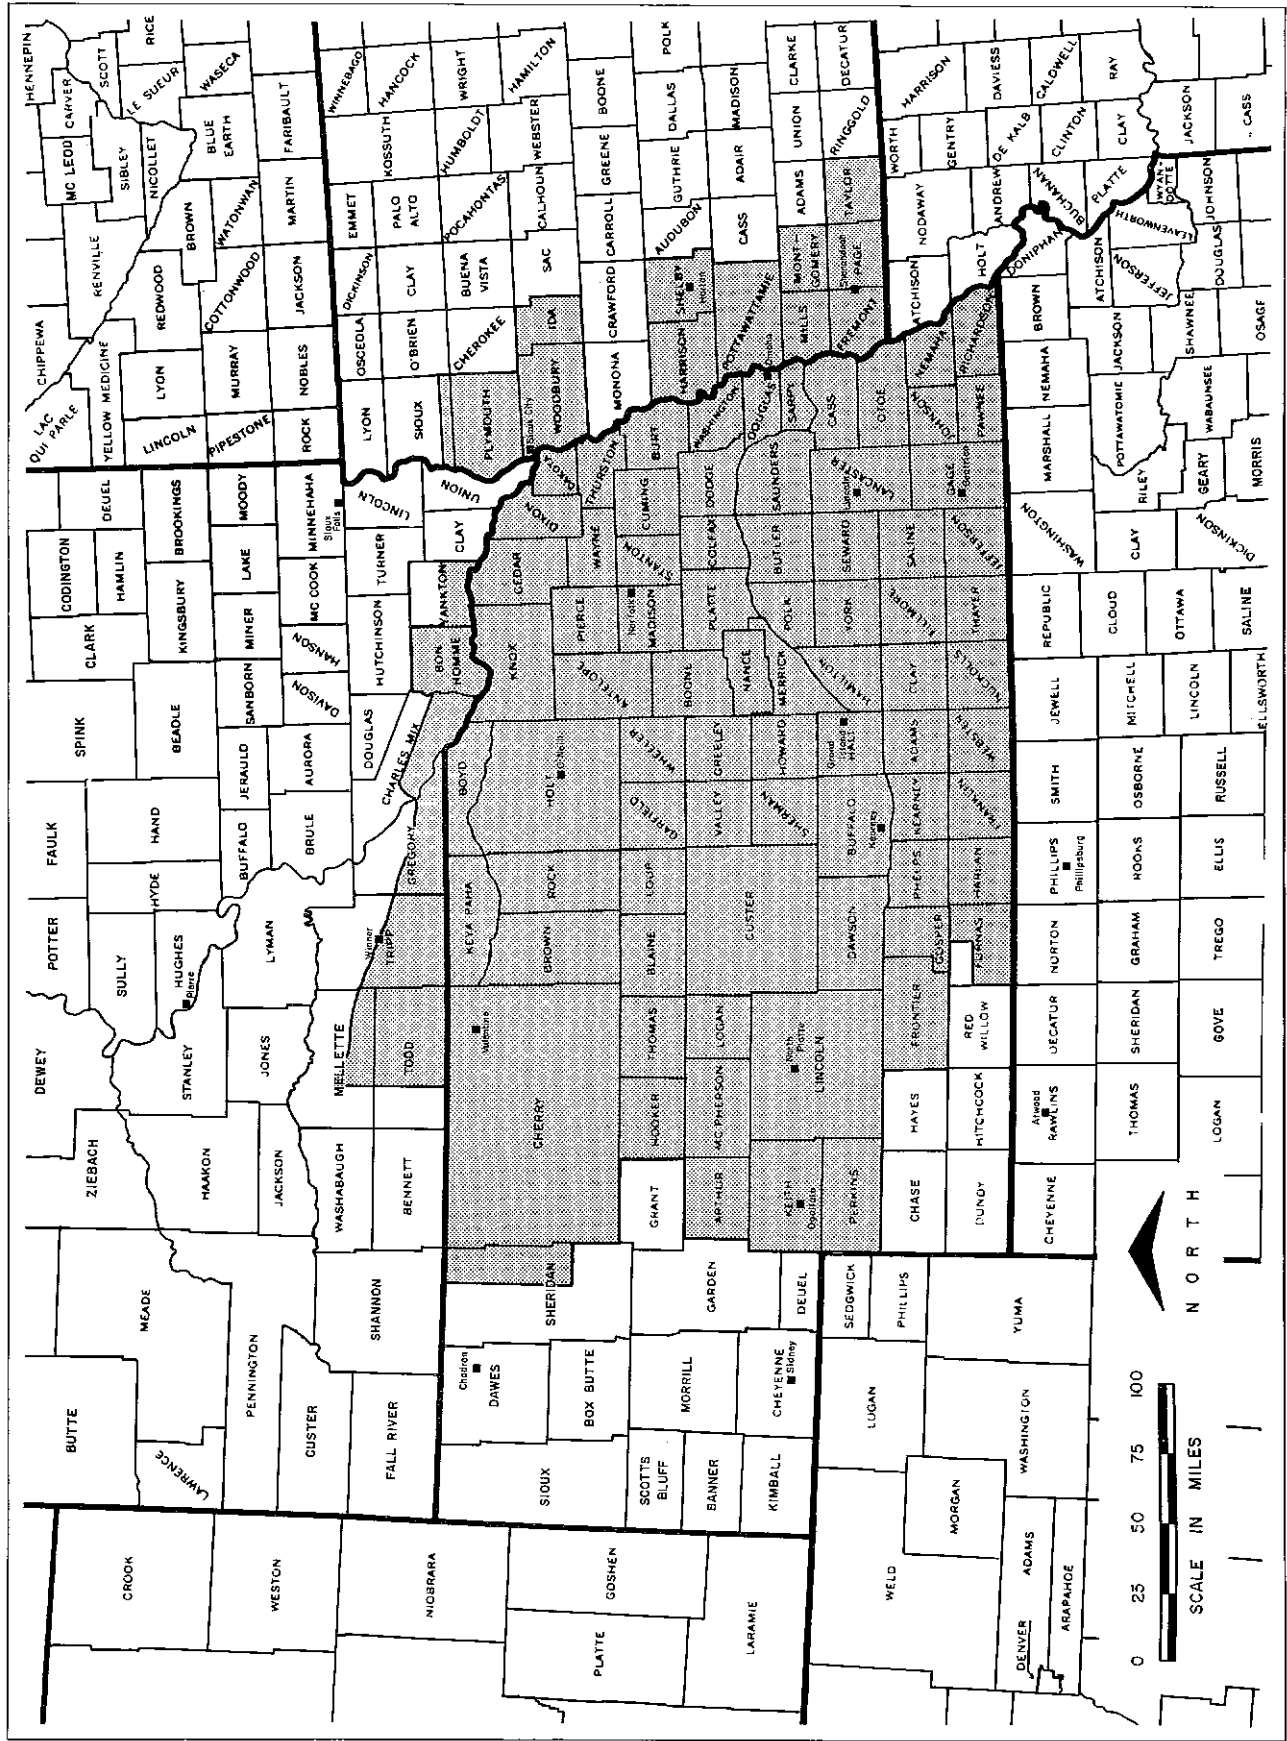 HENNEPIN
SCOTT
RICE
CARVER
MC LEOD
LE SUEUR
WASECA
SIBLEY
NICOLLET
BLUE
EARTH
FARIBAULT
RENVILLE
BROWN
WATONWAN
MARTIN
CHIPPEWA
REDWOOD
COTTONWOOD
JACKSON
LAC
QUI PARLE
YELLOW MEDICINE
LYON
MURRAY
NOBLES
LINCOLN
PIPESTONE
ROCK
WINNEBAGO
HANCOCK
WRIGHT
HAMILTON
KOSSUTH
HUMBOLDT
WEBSTER
BOONE
POLK
CLARKE
DECATUR
EMMET
PALO
ALTO
POCAHONTAS
CALHOUN
GREENE
DALLAS
MADISON
UNION
RINGGOLD
DICKINSON
CLAY
BUENA
VISTA
SAC
CARROLL
GUTHRIE
ADAIR
ADAMS
TAYLOR
OSCEOLA
O'BRIEN
CHEROKEE
IDA
CRAWFORD
AUDUBON
CASS
MONT-
GOMERY
PAGE
Shenandoah
LYON
SIOUX
PLYMOUTH
WOODBURY
Sioux City
MONONA
HARRISON
SHELBY
Harlan
POTTAWATTAMIE
MILLS
FREMONT
HARRISON
DAVIESS
CALDWELL
RAY
JACKSON
CASS
WORTH
GENTRY
DE KALB
CLINTON
CLAY
NODAWAY
ANDREW
BUCHANAN
PLATTE
ATCHISON
HOLT
WYAN-
DOTTE
JOHNSON
LEAVENWORTH
DOUGLAS
DONIPHAN
ATCHISON
JEFFERSON
BROWN
JACKSON
SHAWNEE
OSAGE
NEMAHA
POTTAWATOMIE
WABAUNSEE
MARSHALL
RILEY
GEARY
MORRIS
WASHINGTON
CLAY
DICKINSON
REPUBLIC
CLOUD
OTTAWA
SALINE
JEWELL
MITCHELL
LINCOLN
ELLSWORTH
SMITH
OSBORNE
RUSSELL
PHILLIPS
Phillipsburg
ROOKS
ELLIS
NORTON
GRAHAM
TREGO
DECATUR
SHERIDAN
GOVE
Atwood
RAWLINS
THOMAS
LOGAN
CHEYENNE
DEUEL
CODINGTON
HAMLIN
BROOKINGS
MOODY
MINNEHAHA
Sioux
Falls
LINCOLN
UNION
CLARK
KINGSBURY
LAKE
MC COOK
TURNER
CLAY
MINER
HANSON
HUTCHINSON
YANKTON
SPINK
BEADLE
SANBORN
DAVISON
DOUGLAS
BON
HOMME
JERAULD
AURORA
CHARLES MIX
FAULK
HAND
BUFFALO
BRULE
GREGORY
HYDE
POTTER
SULLY
HUGHES
Pierre
LYMAN
Winner
TRIPP
DEWEY
STANLEY
JONES
MELLETTE
TODD
ZIEBACH
HAAKON
JACKSON
WASHABAUGH
BENNETT
MEADE
PENNINGTON
SHANNON
BUTTE
LAWRENCE
CUSTER
FALL RIVER
DAKOTA
DIXON
THURSTON
BURT
WASHINGTON
DOUGLAS
Omaha
SARPY
CASS
OTOE
NEMAHA
RICHARDSON
CEDAR
WAYNE
CUMING
DODGE
SAUNDERS
LANCASTER
Lincoln
JOHNSON
PAWNEE
GAGE
Beatrice
KNOX
PIERCE
STANTON
Norfolk
MADISON
COLFAX
PLATTE
BUTLER
SEWARD
SALINE
JEFFERSON
POLK
YORK
FILLMORE
THAYER
ANTELOPE
BOONE
NANCE
MERRICK
HAMILTON
CLAY
NUCKOLLS
BOYD
HOLT
O'Neill
WHEELER
GREELEY
HOWARD
Grand
Island
HALL
ADAMS
WEBSTER
GARFIELD
VALLEY
SHERMAN
BUFFALO
Kearney
KEARNEY
FRANKLIN
KEYA PAHA
ROCK
BROWN
LOUP
BLAINE
CUSTER
DAWSON
PHELPS
HARLAN
GOSPER
FURNAS
Valentine
CHERRY
THOMAS
HOOKER
LOGAN
MC PHERSON
North
Platte
LINCOLN
FRONTIER
RED
WILLOW
HAYES
HITCHCOCK
GRANT
ARTHUR
KEITH
Ogallala
PERKINS
CHASE
DUNDY
SHERIDAN
GARDEN
DEUEL
Chadron
DAWES
BOX BUTTE
MORRILL
CHEYENNE
Sidney
SIOUX
SCOTTS
BLUFF
BANNER
KIMBALL
CROOK
WESTON
NIOBRARA
GOSHEN
PLATTE
LARAMIE
SEDGWICK
PHILLIPS
YUMA
LOGAN
WASHINGTON
MORGAN
WELD
ADAMS
DENVER
ARAPAHOE
NORTH
0 25 50 75 100
SCALE IN MILES